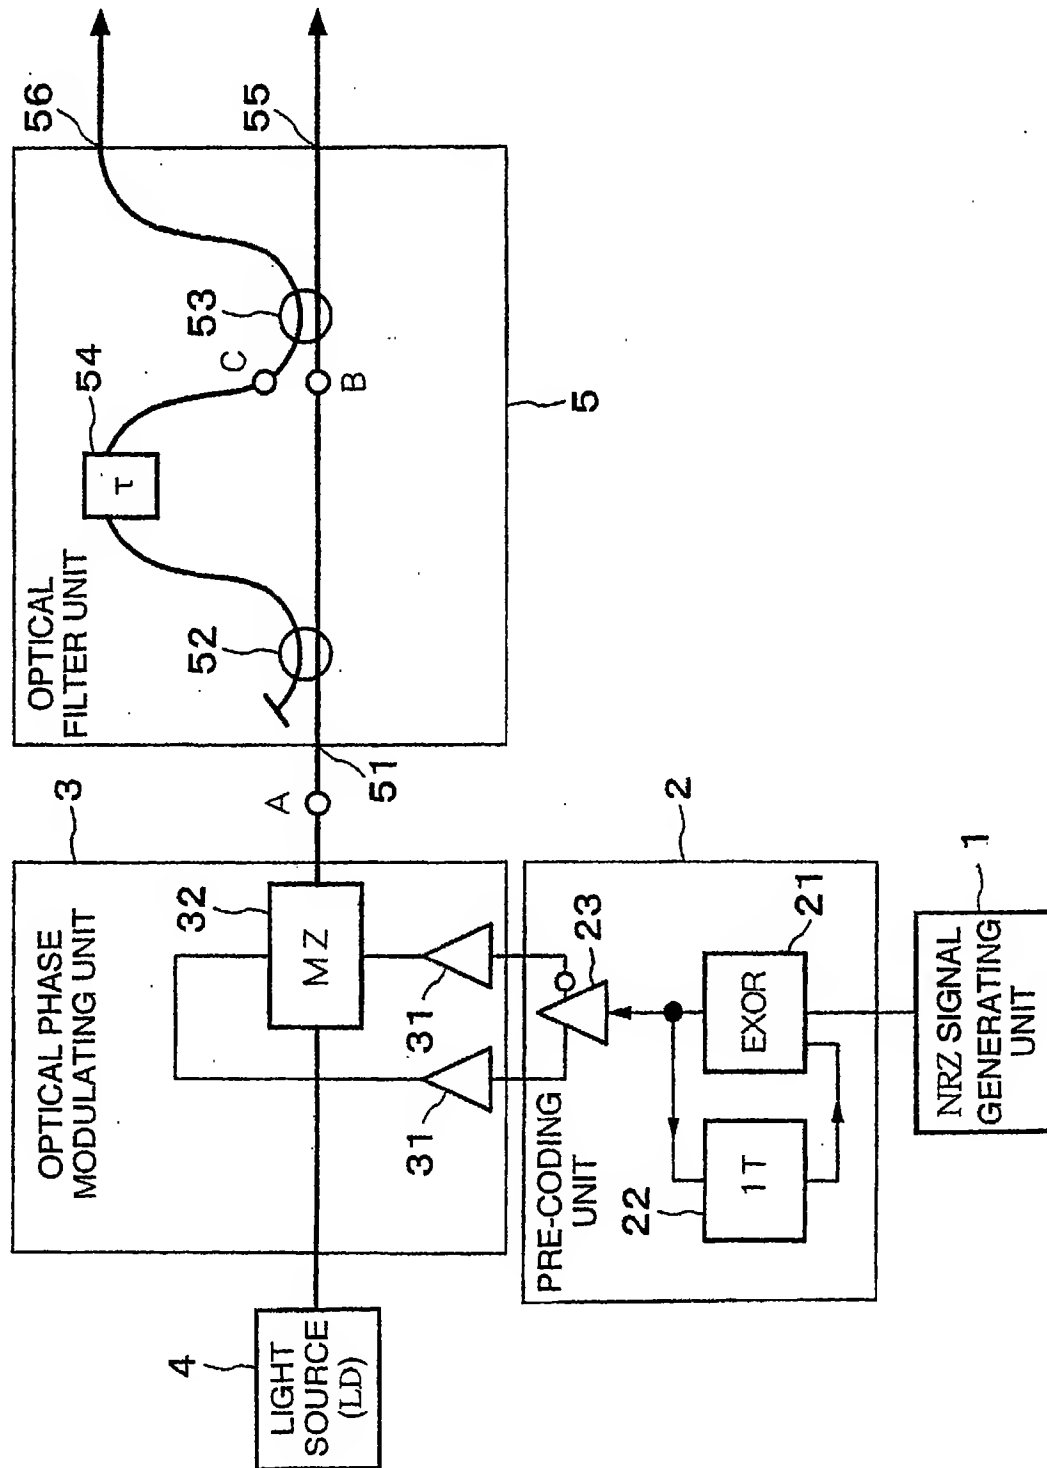 56
55
53
54
C
B
τ
5
OPTICAL
FILTER UNIT
52
51
A
3
2
32
MZ
23
21
1
31
31
OPTICAL PHASE
MODULATING UNIT
EXOR
NRZ SIGNAL
GENERATING
UNIT
PRE-CODING
UNIT
22
1T
4
LIGHT
SOURCE
(LD)